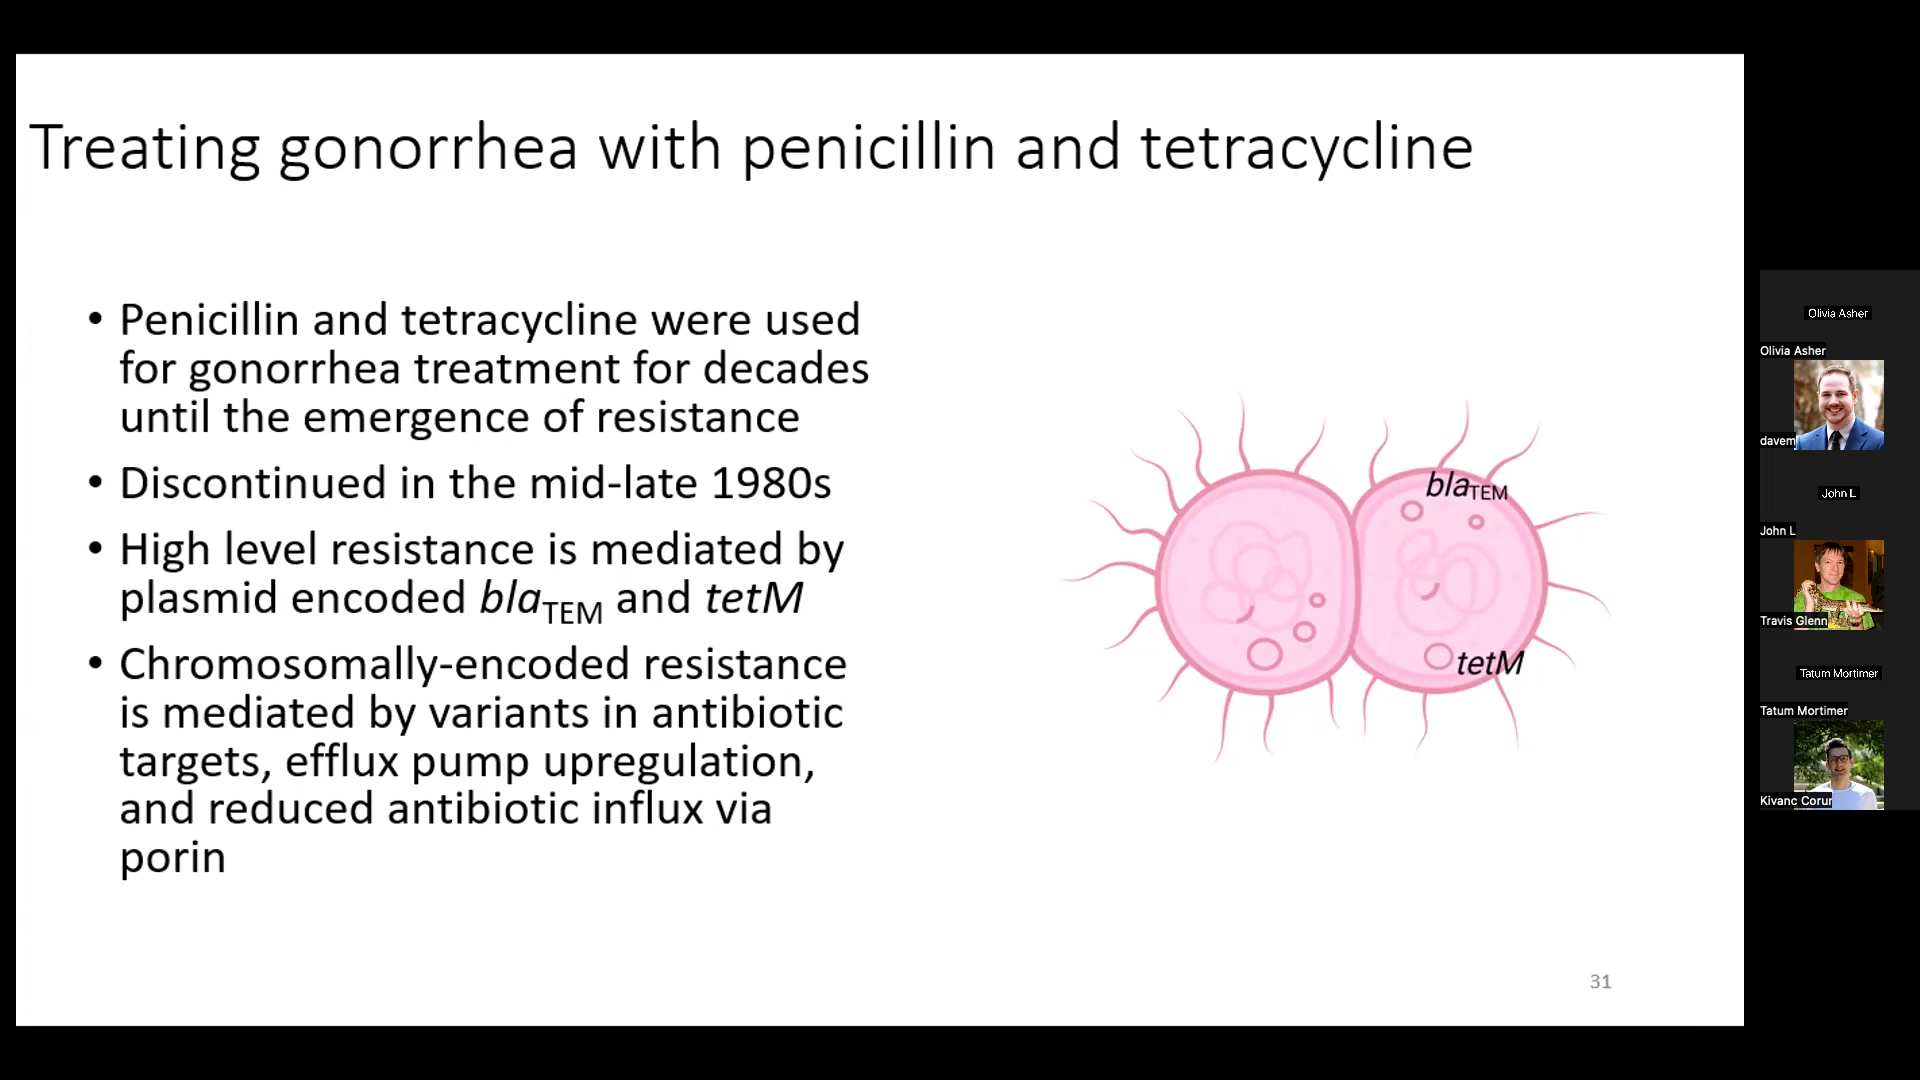 Treating gonorrhea with penicillin and tetracycline
• Penicillin and tetracycline were used
for gonorrhea treatment for decades
until the emergence of resistance
• Discontinued in the mid-late 1980s
• High level resistance is mediated by
plasmid encoded blaTEM and tetM
• Chromosomally-encoded resistance
is mediated by variants in antibiotic
targets, efflux pump upregulation,
and reduced antibiotic influx via
porin
blaTEM
tetM
31
Olivia Asher
Olivia Asher
davem
John L
John L
Travis Glenn
Tatum Mortimer
Tatum Mortimer
Kivanc Corur